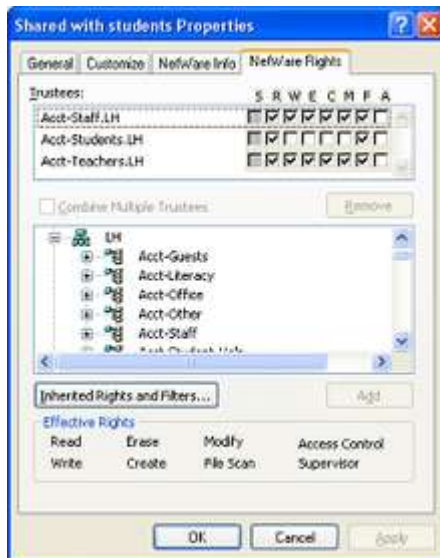 Shared with students Properties
General Customize NetWare Info NetWare Rights
Trustees: S R W E C M F A
Acct-Staff.LH
Acct-Students.LH
Acct-Teachers.LH
Combine Multiple Trustees Remove
LH
Acct-Guests
Acct-Literacy
Acct-Office
Acct-Other
Acct-Staff
Inherited Rights and Filters... Add
Effective Rights
Read Erase Modify Access Control
Write Create File Scan Supervisor
OK Cancel Apply